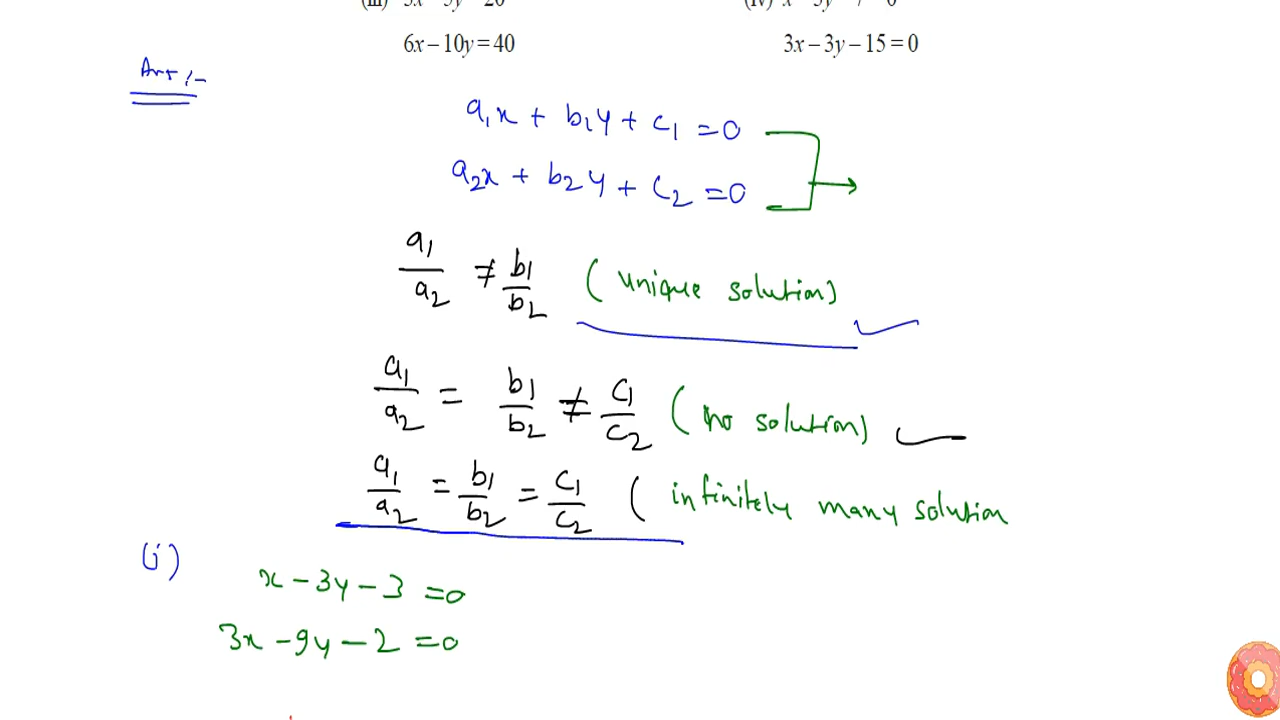 6x – 10y = 40
3x – 3y – 15 = 0
Ans :-
a₁x + b₁y + c₁ = 0
a₂x + b₂y + c₂ = 0
a₁/a₂ ≠ b₁/b₂ (unique solution)
a₁/a₂ = b₁/b₂ ≠ c₁/c₂ (no solution)
a₁/a₂ = b₁/b₂ = c₁/c₂ ( infinitely many solution
(i)
x – 3y – 3 = 0
3x – 9y – 2 = 0